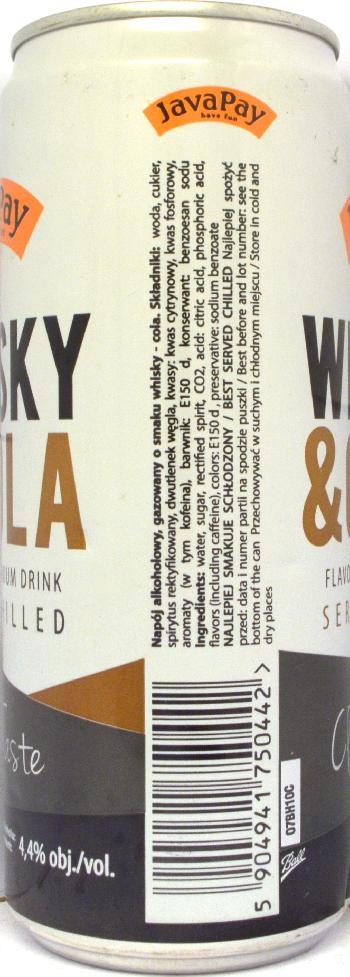 JavaPay
have fun
Pay
SKY
LA
UM DRINK
ILLED
Taste
4,4% obj./vol.
Napój alkoholowy, gazowany o smaku whisky - cola. Składniki: woda, cukier,
spirytus rektyfikowany, dwutlenek węgla, kwasy: kwas cytrynowy, kwas fosforowy,
aromaty (w tym kofeina), barwnik: E150 d, konserwant: benzoesan sodu
Ingredients: water, sugar, rectified spirit, CO2, acid: citric acid, phosphoric acid,
flavors (including caffeine), colors: E150 d, preservative: sodium benzoate
NAJLEPIEJ SMAKUJE SCHŁODZONY / BEST SERVED CHILLED Najlepiej spożyć
przed: data i numer partii na spodzie puszki / Best before and lot number: see the
bottom of the can Przechowywać w suchym i chłodnym miejscu / Store in cold and
dry places
5 904941 750442 >
07BH10C
Ball
W
&C
FLAVO
SER